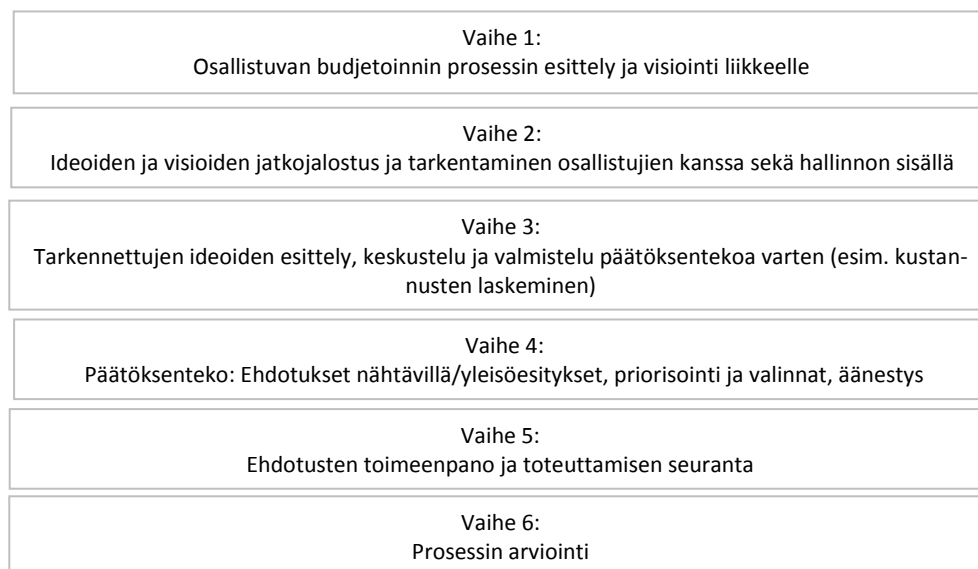 Vaihe 1:
Osallistuvan budjetoinnin prosessin esittely ja visiointi liikkeelle
Vaihe 2:
Ideoiden ja visioiden jatkojalostus ja tarkentaminen osallistujien kanssa sekä hallinnon sisällä
Vaihe 3:
Tarkennettujen ideoiden esittely, keskustelu ja valmistelu päätöksentekoa varten (esim. kustan-
nusten laskeminen)
Vaihe 4:
Päätöksenteko: Ehdotukset nähtävillä/yleisöesitykset, priorisointi ja valinnat, äänestys
Vaihe 5:
Ehdotusten toimeenpano ja toteuttamisen seuranta
Vaihe 6:
Prosessin arviointi